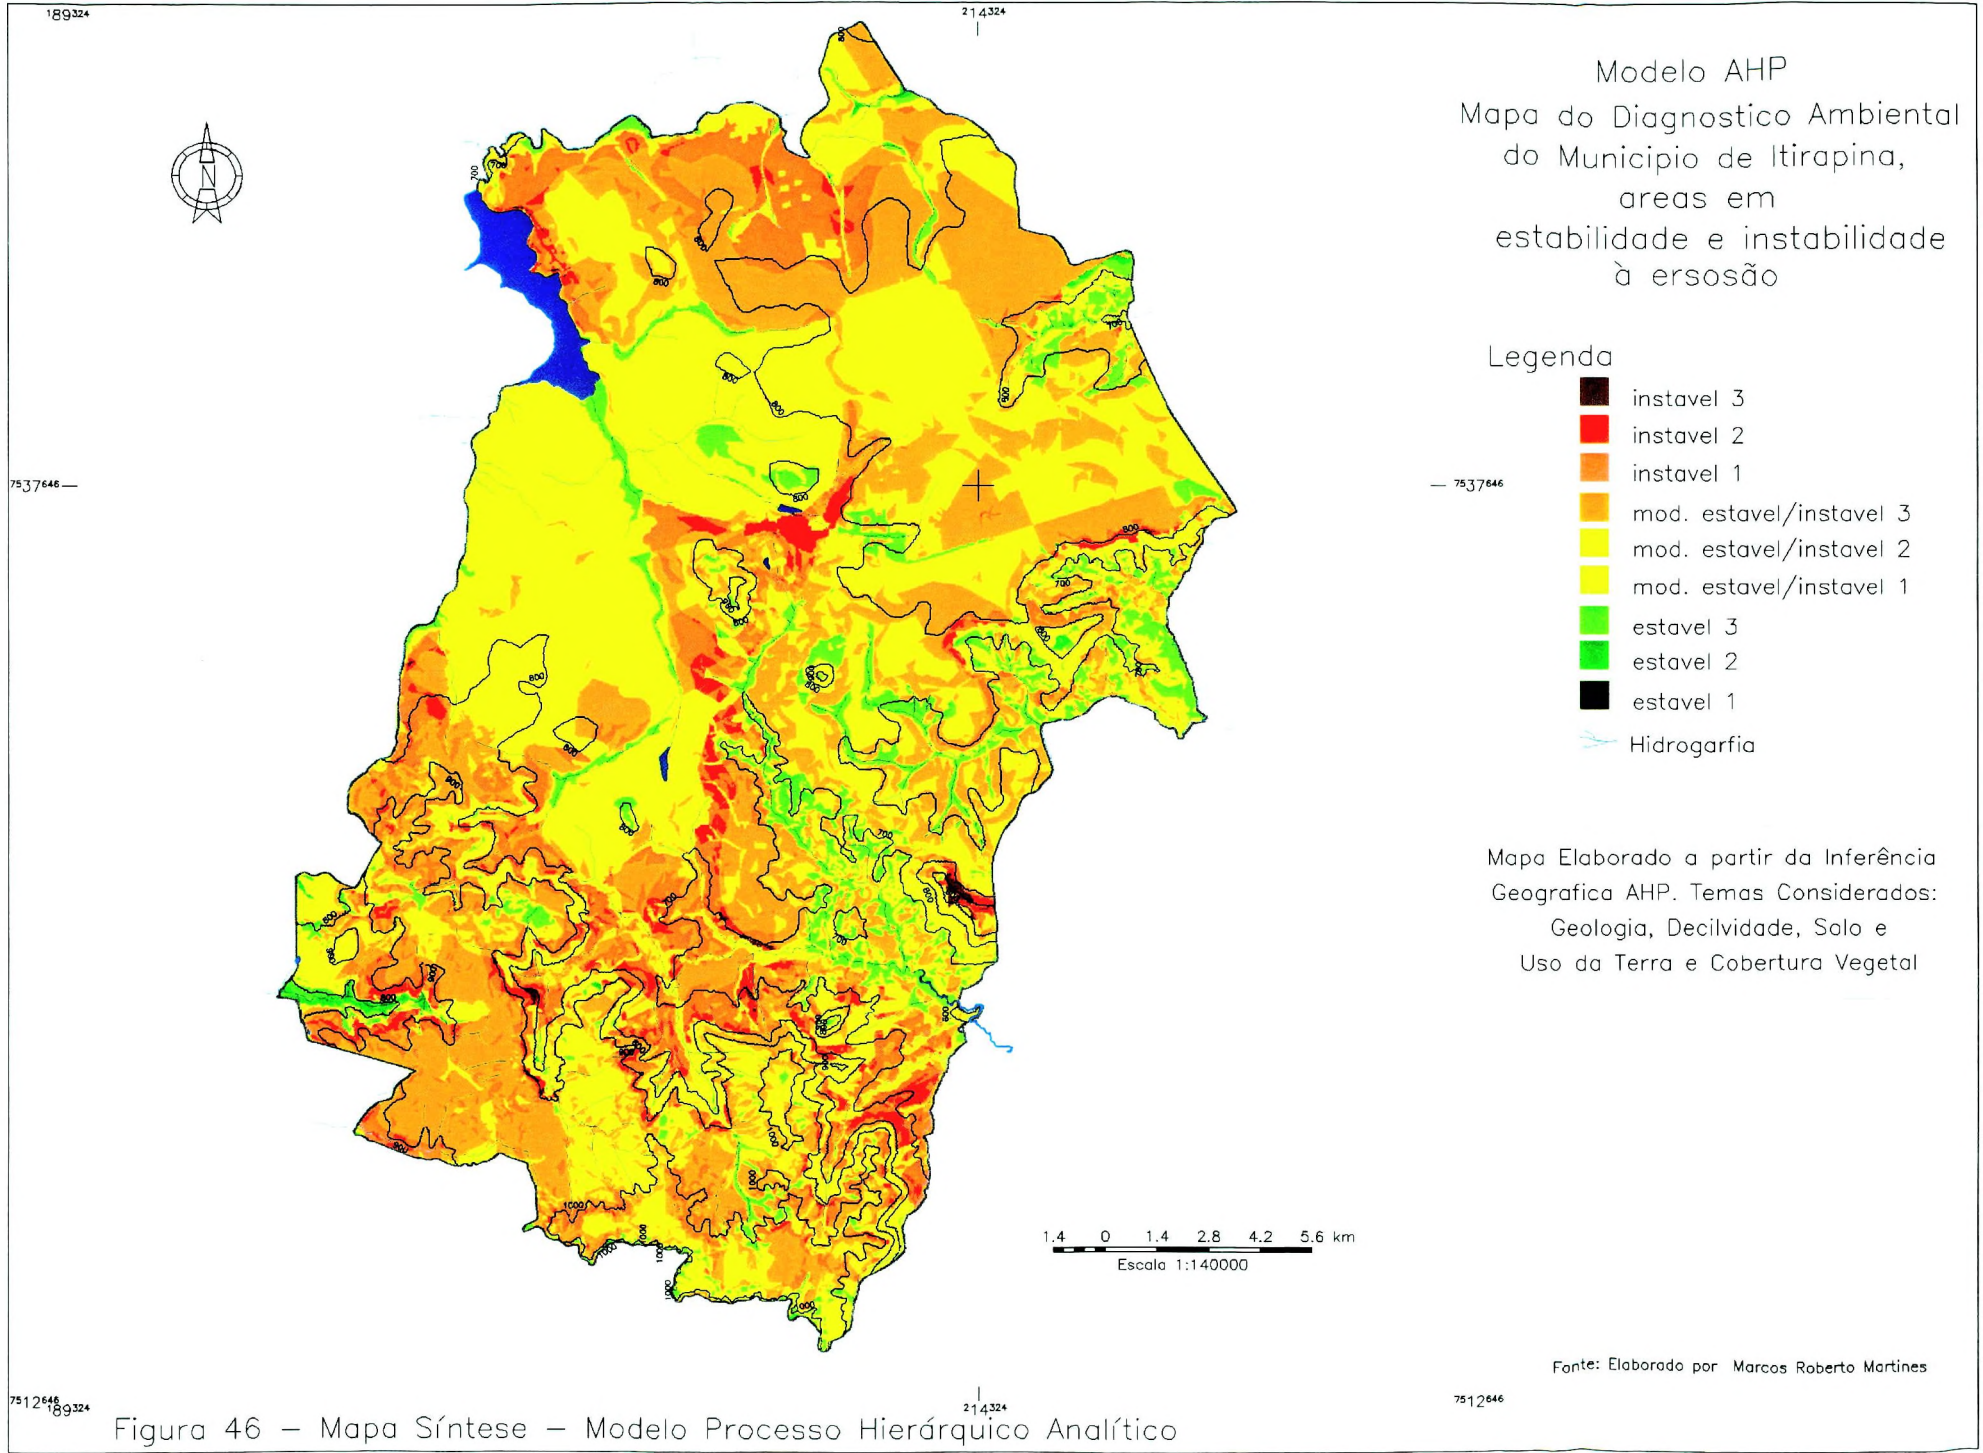 189324
214324
Modelo AHP
Mapa do Diagnostico Ambiental
do Municipio de Itirapina,
areas em
estabilidade e instabilidade
à ersosão
N
Legenda
instavel 3
instavel 2
instavel 1
mod. estavel/instavel 3
mod. estavel/instavel 2
mod. estavel/instavel 1
estavel 3
estavel 2
estavel 1
Hidrogarfia
7537646
7537646
Mapa Elaborado a partir da Inferência
Geografica AHP. Temas Considerados:
Geologia, Decilvidade, Solo e
Uso da Terra e Cobertura Vegetal
1.4 0 1.4 2.8 4.2 5.6 km
Escala 1:140000
Fonte: Elaborado por Marcos Roberto Martines
7512646
189324
214324
7512646
Figura 46 – Mapa Síntese – Modelo Processo Hierárquico Analítico